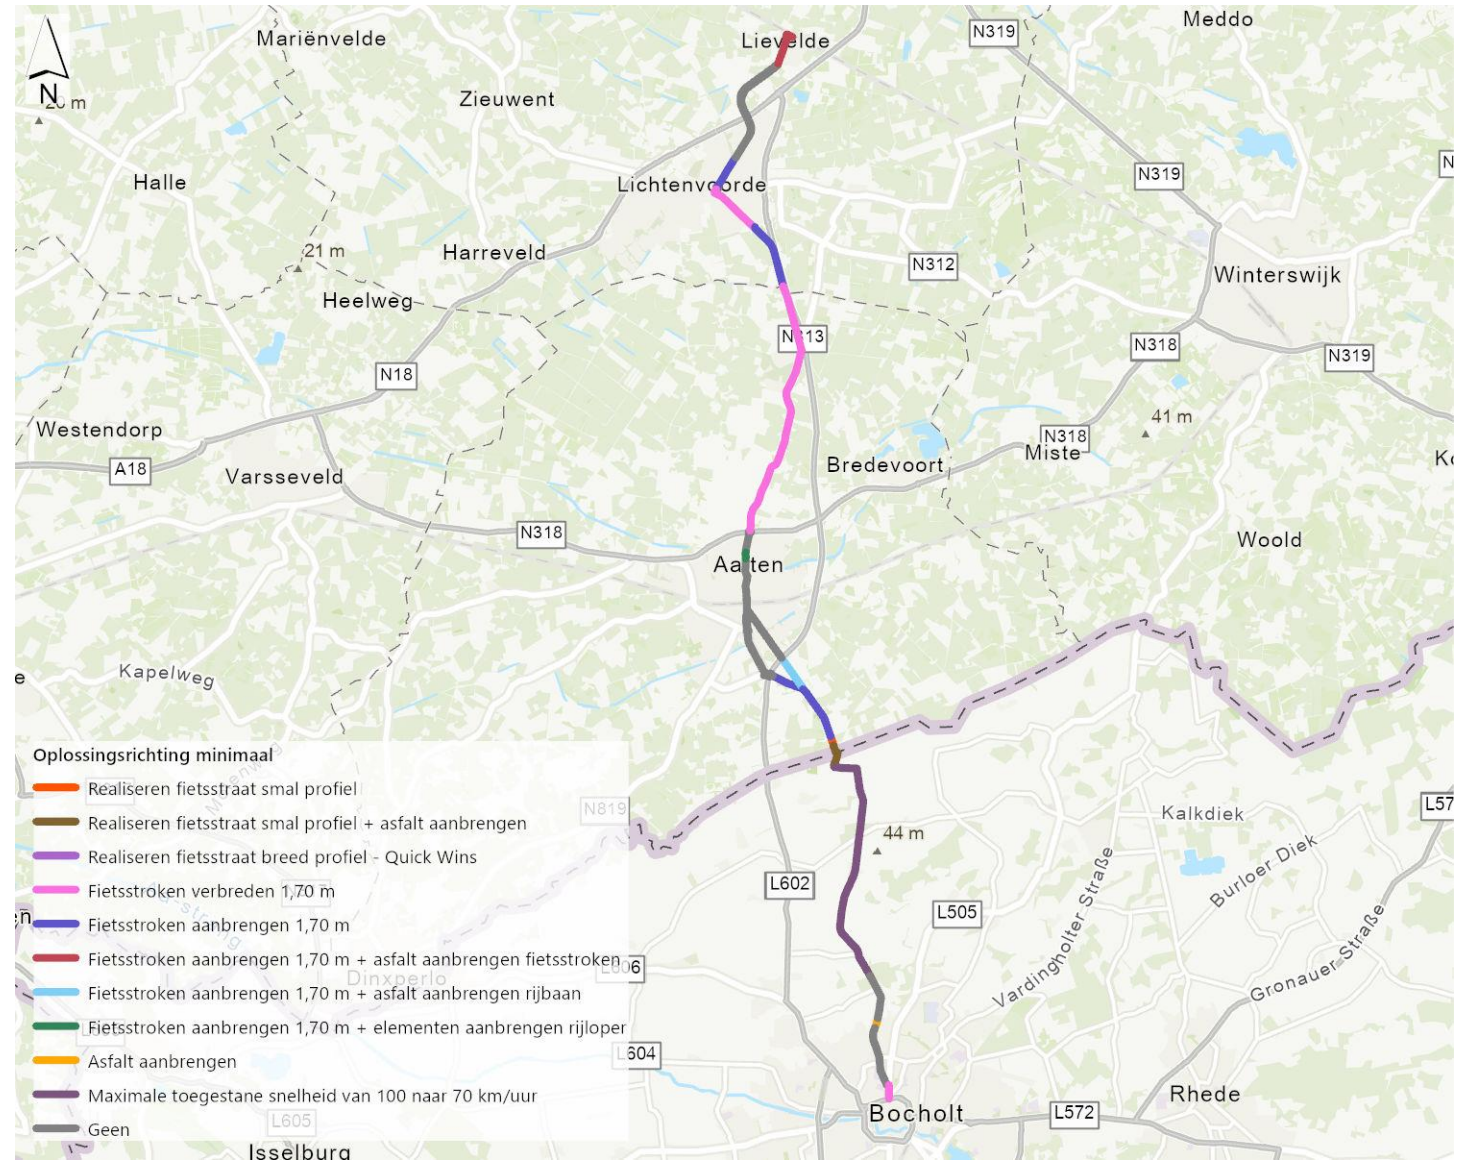 Meddo
N319
Lievelde
Mariënvelde
N
Zieuwent
20 m
N
Halle
N319
Lichtenvoorde
21 m
Harreveld
N312
Winterswijk
Heelweg
N313
N318
N319
N18
41 m
Westendorp
N318
Miste
A18
Varsseveld
Bredevoort
N318
Woold
Aalten
Kapelweg
e
Oplossingsrichting minimaal
Realiseren fietsstraat smal profiel
N819
Kalkdiek
L57
Realiseren fietsstraat smal profiel + asfalt aanbrengen
44 m
Realiseren fietsstraat breed profiel - Quick Wins
Burloer Diek
Fietsstroken verbreden 1,70 m
L602
Vardingholter Straße
L505
Fietsstroken aanbrengen 1,70 m
Gronauer Straße
Fietsstroken aanbrengen 1,70 m + asfalt aanbrengen fietsstroken
L606
Dinxperlo
Fietsstroken aanbrengen 1,70 m + asfalt aanbrengen rijbaan
Fietsstroken aanbrengen 1,70 m + elementen aanbrengen rijloper
L604
Asfalt aanbrengen
Maximale toegestane snelheid van 100 naar 70 km/uur
Rhede
Bocholt
L572
L605
Geen
Isselburg